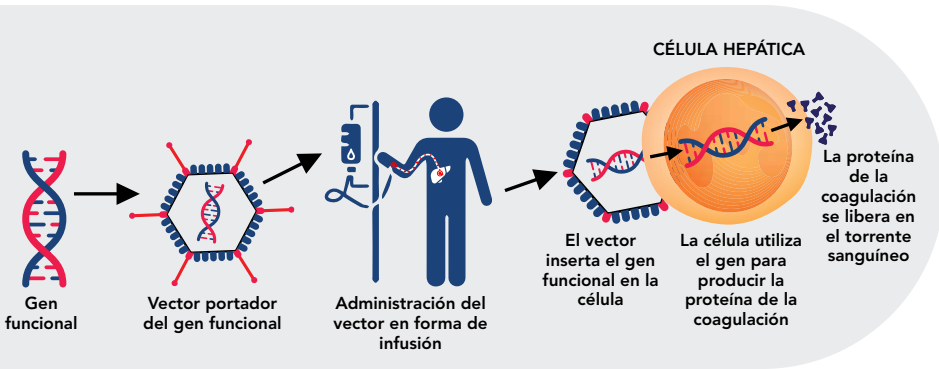 CÉLULA HEPÁTICA
Gen
funcional
Vector portador
del gen funcional
Administración del
vector en forma de
infusión
El vector
inserta el gen
funcional en la
célula
La célula utiliza
el gen para
producir la
proteína de la
coagulación
La proteína
de la
coagulación
se libera en
el torrente
sanguíneo